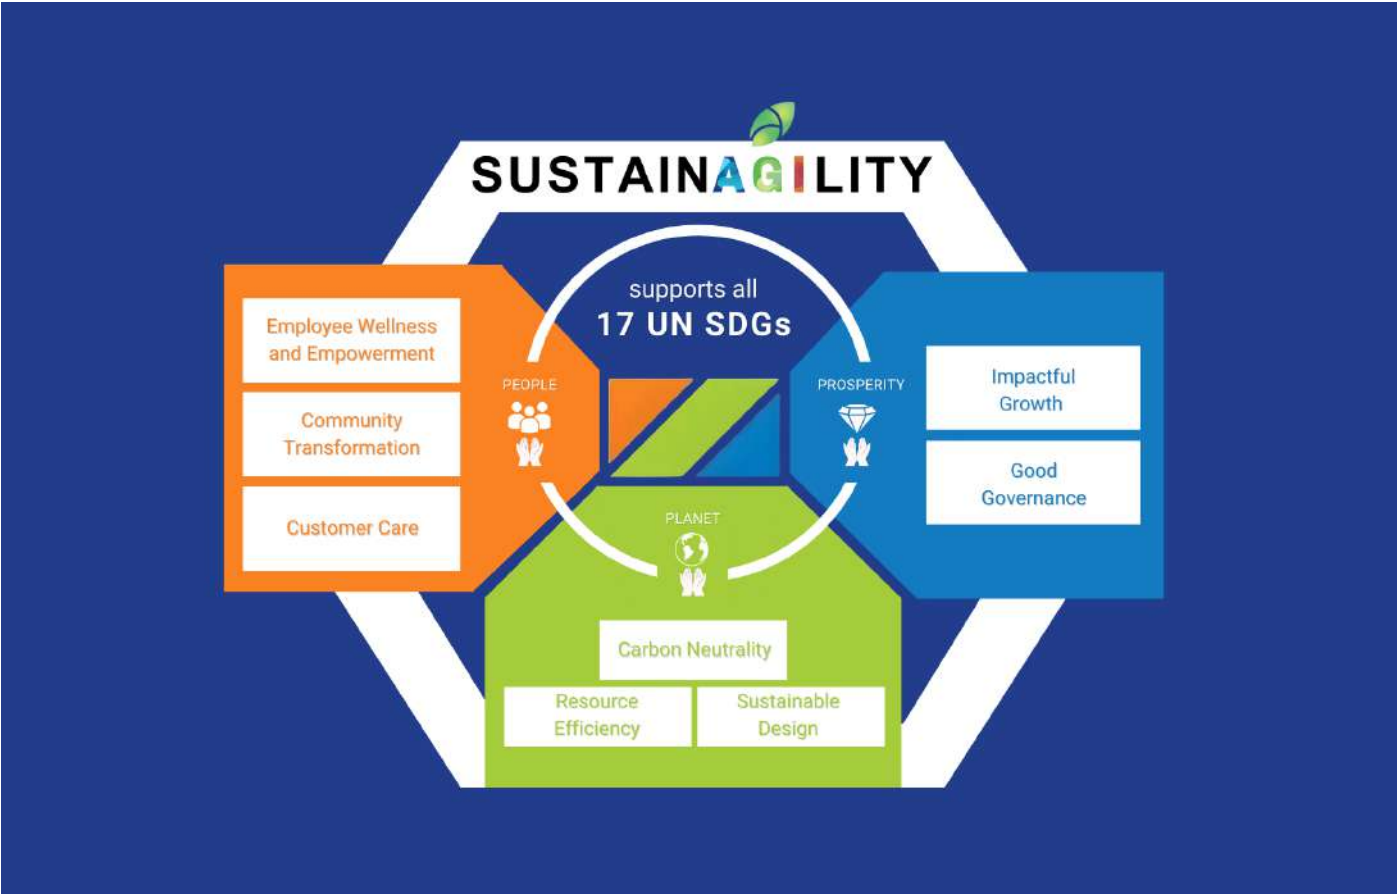 SUSTAINAGILITY
supports all
17 UN SDGs
PEOPLE
Employee Wellness
and Empowerment
Community
Transformation
Customer Care
PROSPERITY
Impactful
Growth
Good
Governance
PLANET
Carbon Neutrality
Resource
Efficiency
Sustainable
Design